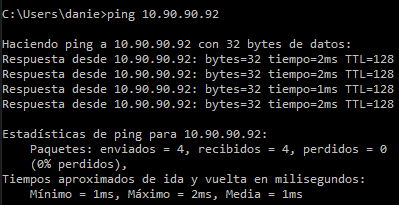 C:\Users\danie>ping 10.90.90.92
Haciendo ping a 10.90.90.92 con 32 bytes de datos:
Respuesta desde 10.90.90.92: bytes=32 tiempo=2ms TTL=128
Respuesta desde 10.90.90.92: bytes=32 tiempo=2ms TTL=128
Respuesta desde 10.90.90.92: bytes=32 tiempo=1ms TTL=128
Respuesta desde 10.90.90.92: bytes=32 tiempo=2ms TTL=128
Estadísticas de ping para 10.90.90.92:
Paquetes: enviados = 4, recibidos = 4, perdidos = 0
(0% perdidos),
Tiempos aproximados de ida y vuelta en milisegundos:
Mínimo = 1ms, Máximo = 2ms, Media = 1ms